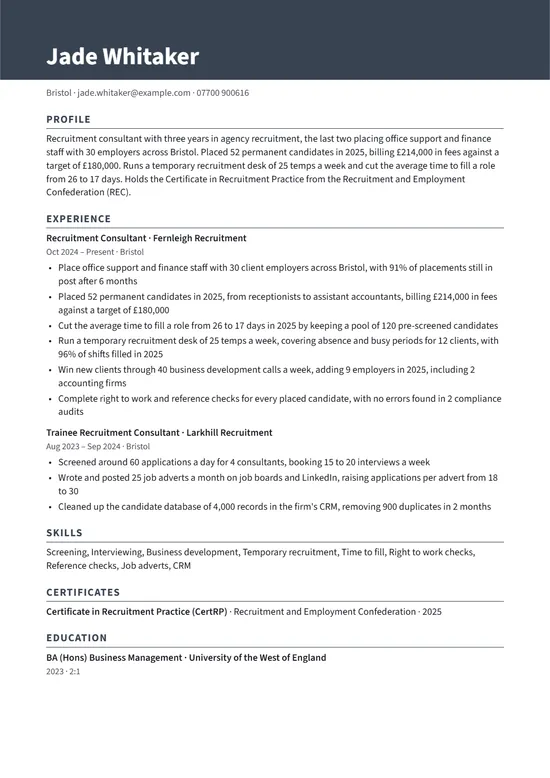 Jade Whitaker
Bristol · jade.whitaker@example.com · 07700 900616
PROFILE
Recruitment consultant with three years in agency recruitment, the last two placing office support and finance
staff with 30 employers across Bristol. Placed 52 permanent candidates in 2025, billing £214,000 in fees against a
target of £180,000. Runs a temporary recruitment desk of 25 temps a week and cut the average time to fill a role
from 26 to 17 days. Holds the Certificate in Recruitment Practice from the Recruitment and Employment
Confederation (REC).
EXPERIENCE
Recruitment Consultant · Fernleigh Recruitment
Oct 2024 – Present · Bristol
• Place office support and finance staff with 30 client employers across Bristol, with 91% of placements still in
post after 6 months
• Placed 52 permanent candidates in 2025, from receptionists to assistant accountants, billing £214,000 in fees
against a target of £180,000
• Cut the average time to fill a role from 26 to 17 days in 2025 by keeping a pool of 120 pre-screened candidates
• Run a temporary recruitment desk of 25 temps a week, covering absence and busy periods for 12 clients, with
96% of shifts filled in 2025
• Win new clients through 40 business development calls a week, adding 9 employers in 2025, including 2
accounting firms
• Complete right to work and reference checks for every placed candidate, with no errors found in 2 compliance
audits
Trainee Recruitment Consultant · Larkhill Recruitment
Aug 2023 – Sep 2024 · Bristol
• Screened around 60 applications a day for 4 consultants, booking 15 to 20 interviews a week
• Wrote and posted 25 job adverts a month on job boards and LinkedIn, raising applications per advert from 18
to 30
• Cleaned up the candidate database of 4,000 records in the firm's CRM, removing 900 duplicates in 2 months
SKILLS
Screening, Interviewing, Business development, Temporary recruitment, Time to fill, Right to work checks,
Reference checks, Job adverts, CRM
CERTIFICATES
Certificate in Recruitment Practice (CertRP) · Recruitment and Employment Confederation · 2025
EDUCATION
BA (Hons) Business Management · University of the West of England
2023 · 2:1